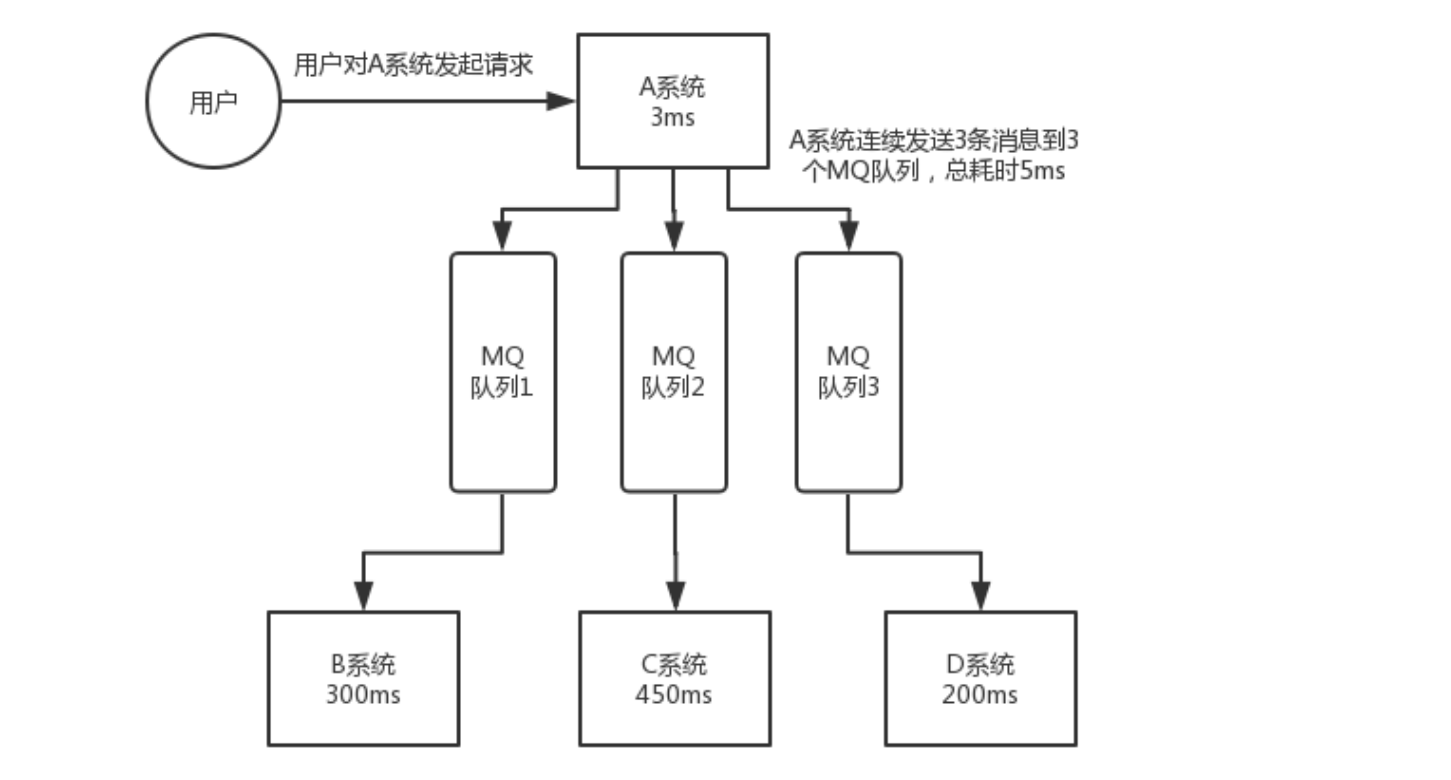 用户对A系统发起请求
用户
A系统
3ms
A系统连续发送3条消息到3
个MQ队列，总耗时5ms
MQ
队列1
MQ
队列2
MQ
队列3
B系统
300ms
C系统
450ms
D系统
200ms